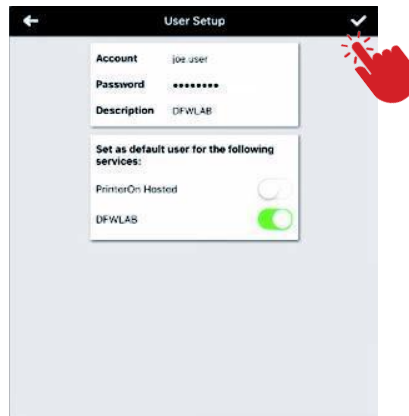 User Setup
Account joe.user
Password ••••••••
Description DFWLAB
Set as default user for the following
services:
PrinterOn Hosted
DFWLAB